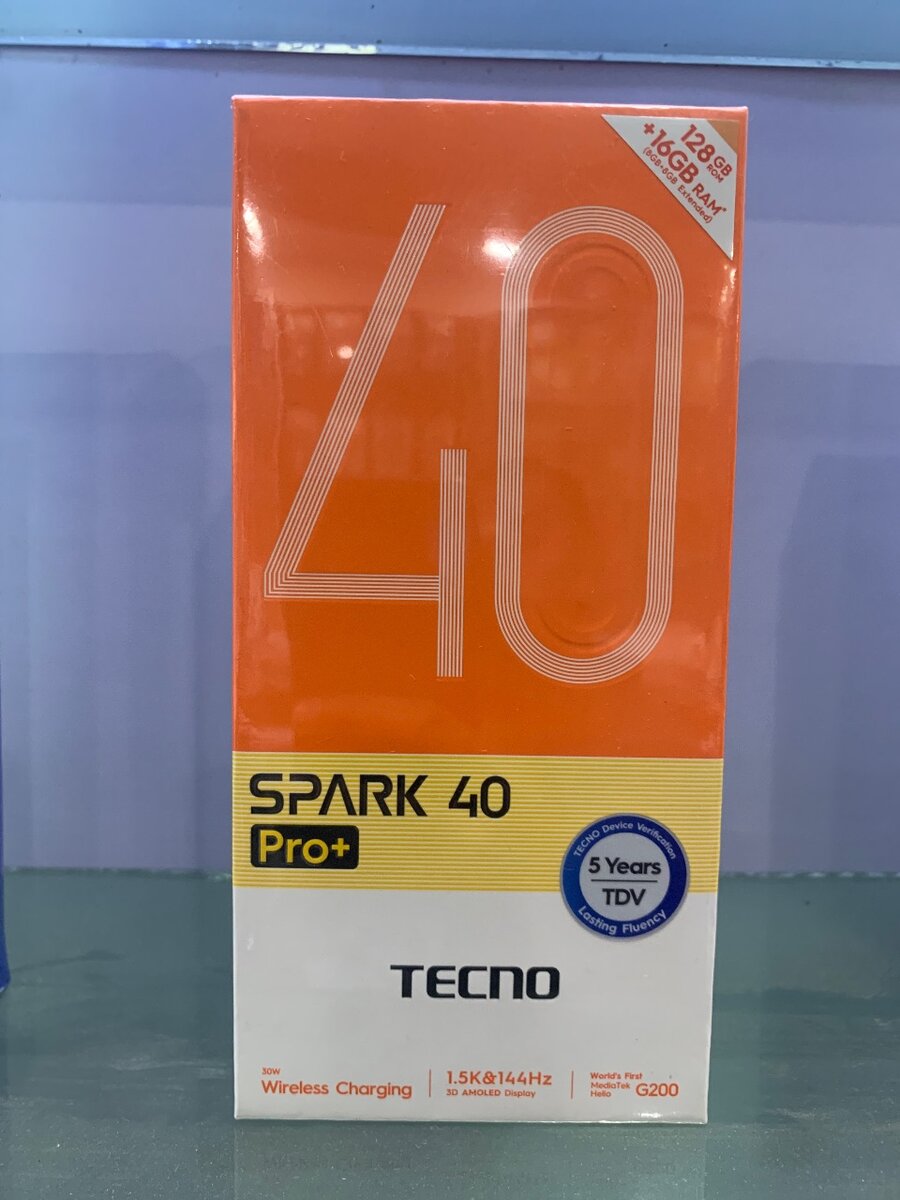 128GB
ROM
+16GB RAM*
(8GB+8GB Extended)
40
SPARK 40
Pro+
TECNO Device Verification
5 Years
TDV
Lasting Fluency
TECNO
30W
Wireless Charging
1.5K&144Hz
3D AMOLED Display
World's First
MediaTek
Helio G200